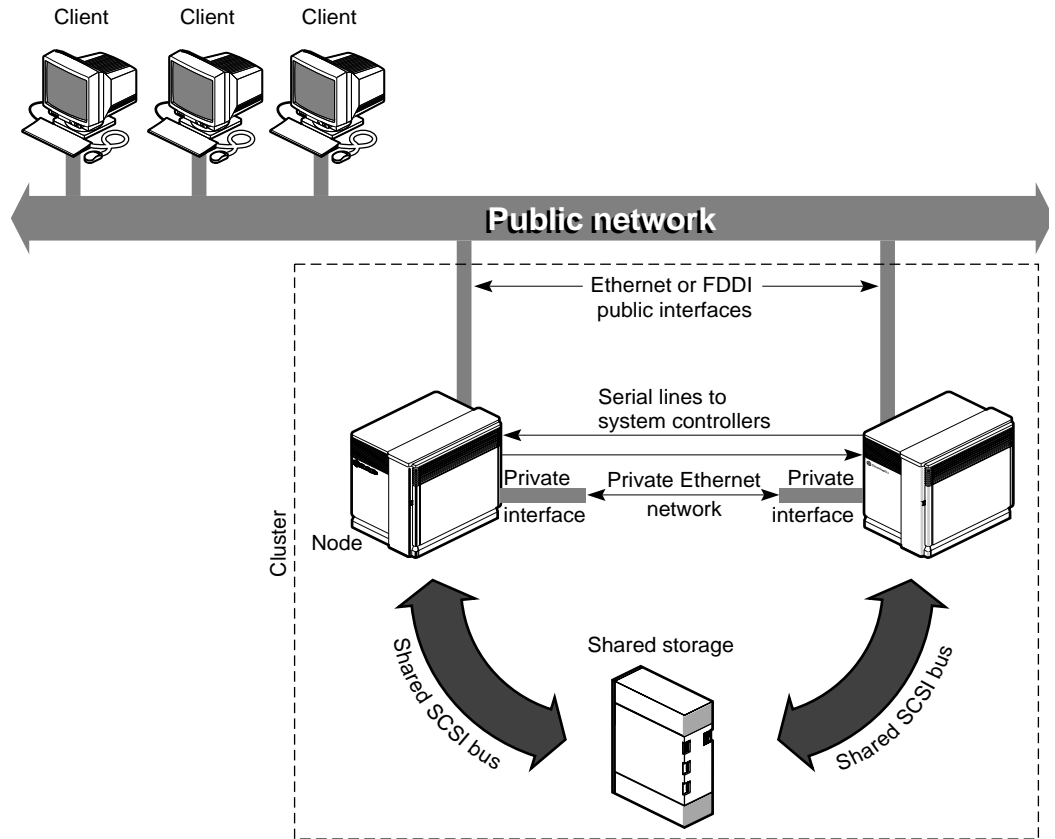 Client
Client
Client
Public network
Ethernet or FDDI
public interfaces
Serial lines to
system controllers
Private
interface
Private Ethernet
network
Private
interface
Node
Cluster
Shared storage
Shared SCSI bus
Shared SCSI bus